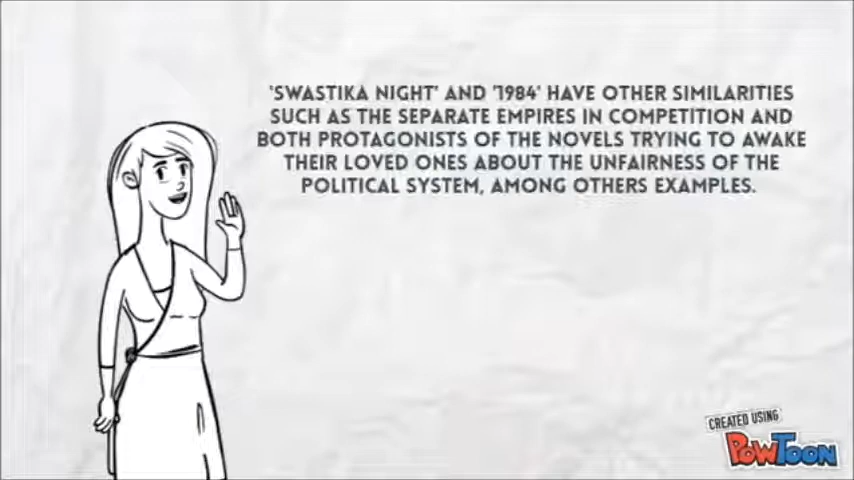 'SWASTIKA NIGHT' AND '1984' HAVE OTHER SIMILARITIES
SUCH AS THE SEPARATE EMPIRES IN COMPETITION AND
BOTH PROTAGONISTS OF THE NOVELS TRYING TO AWAKE
THEIR LOVED ONES ABOUT THE UNFAIRNESS OF THE
POLITICAL SYSTEM, AMONG OTHERS EXAMPLES.
CREATED USING
POWTOON